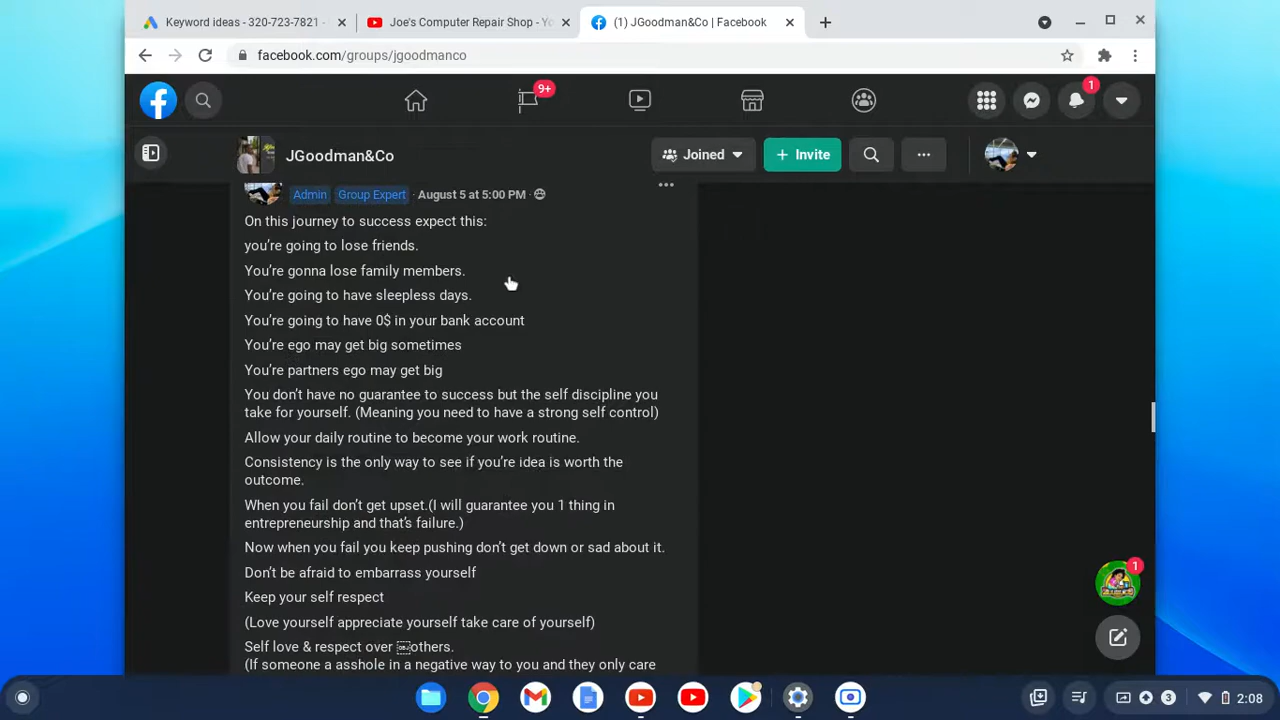 Keyword ideas - 320-723-7821 -
Joe's Computer Repair Shop - Yo
(1) JGoodman&Co | Facebook
facebook.com/groups/jgoodmanco
9+
1
JGoodman&Co
Joined
+ Invite
Admin Group Expert · August 5 at 5:00 PM ·
On this journey to success expect this:
you’re going to lose friends.
You’re gonna lose family members.
You’re going to have sleepless days.
You’re going to have 0$ in your bank account
You’re ego may get big sometimes
You’re partners ego may get big
You don’t have no guarantee to success but the self discipline you
take for yourself. (Meaning you need to have a strong self control)
Allow your daily routine to become your work routine.
Consistency is the only way to see if you’re idea is worth the
outcome.
When you fail don’t get upset.(I will guarantee you 1 thing in
entrepreneurship and that’s failure.)
Now when you fail you keep pushing don’t get down or sad about it.
Don’t be afraid to embarrass yourself
Keep your self respect
(Love yourself appreciate yourself take care of yourself)
Self love & respect over ￼others.
(If someone a asshole in a negative way to you and they only care
1
3
2:08